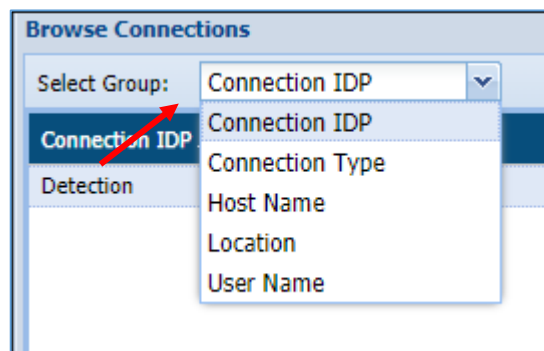 Browse Connections
Select Group: Connection IDP
Connection IDP
Connection IDP
Connection Type
Detection
Host Name
Location
User Name